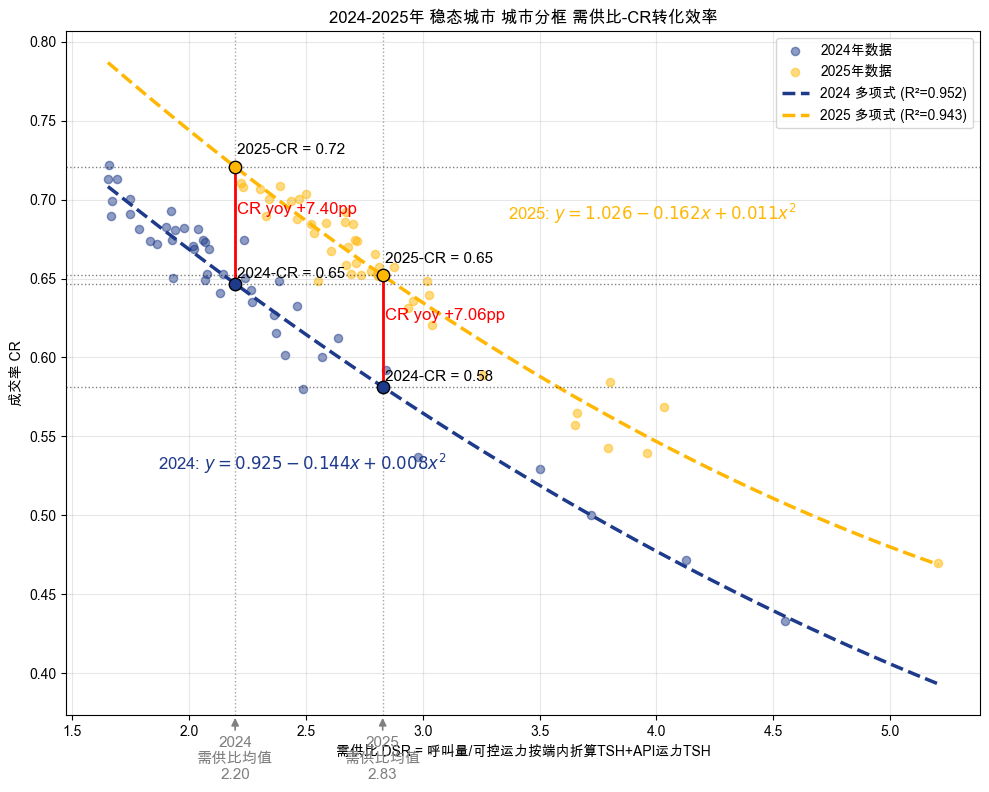 2024-2025年 稳态城市 城市分框 需供比-CR转化效率
2024年数据
2025年数据
2024 多项式 (R²=0.952)
2025 多项式 (R²=0.943)
成交率 CR
0.80
0.75
0.70
0.65
0.60
0.55
0.50
0.45
0.40
2025-CR = 0.72
CR yoy +7.40pp
2024-CR = 0.65
2025: y = 1.026 − 0.162x + 0.011x²
2025-CR = 0.65
CR yoy +7.06pp
2024-CR = 0.58
2024: y = 0.925 − 0.144x + 0.008x²
1.5
2.0
2.5
3.0
3.5
4.0
4.5
5.0
2024
需供比均值
2.20
2025
需供比均值
2.83
需供比 DSR = 呼叫量/可控运力按端内折算TSH+API运力TSH